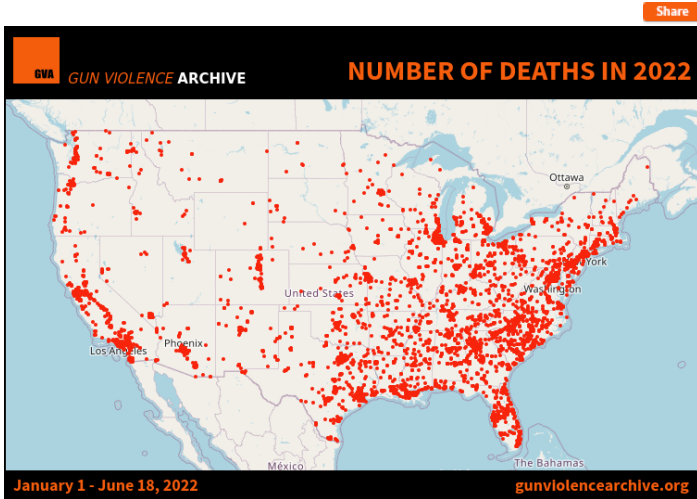 Share
GVA
GUN VIOLENCE ARCHIVE
NUMBER OF DEATHS IN 2022
Ottawa
York
Washington
United States
Phoenix
Los Angeles
México
The Bahamas
January 1 - June 18, 2022
gunviolencearchive.org